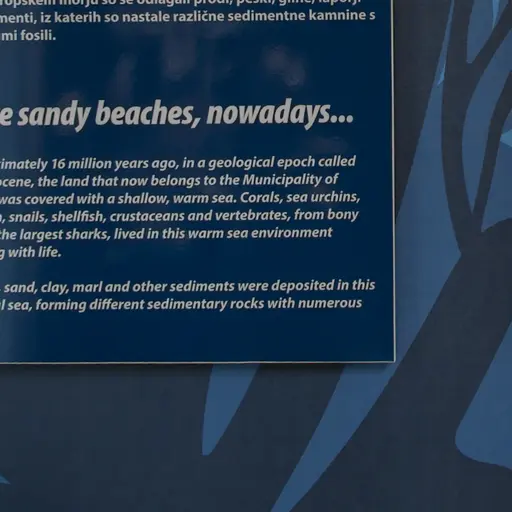 morju so se odlagali prodi, peski, gline, laporji
menti, iz katerih so nastale različne sedimentne kamnine s
mi fosili.
e sandy beaches, nowadays...
imately 16 million years ago, in a geological epoch called
ocene, the land that now belongs to the Municipality of
was covered with a shallow, warm sea. Corals, sea urchins,
, snails, shellfish, crustaceans and vertebrates, from bony
the largest sharks, lived in this warm sea environment
g with life.
, sand, clay, marl and other sediments were deposited in this
l sea, forming different sedimentary rocks with numerous